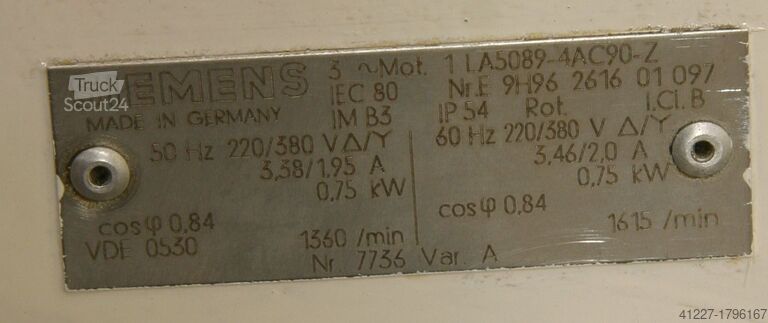 Truck
Scout24
EMENS 3 ~Mot. 1 LA5089-4AC90-Z
IEC 80 Nr.E 9H96 2616 01 097
MADE IN GERMANY IM B3 IP 54 Rot. I.Cl. B
50 Hz 220/380 V Δ/Y 60 Hz 220/380 V Δ/Y
3,38/1,95 A 3,46/2,0 A
0,75 kW 0,75 kW
cosφ 0,84 cosφ 0,84
VDE 0530 1360 /min 1615 /min
Nr 7736 Var. A
41227-1796167